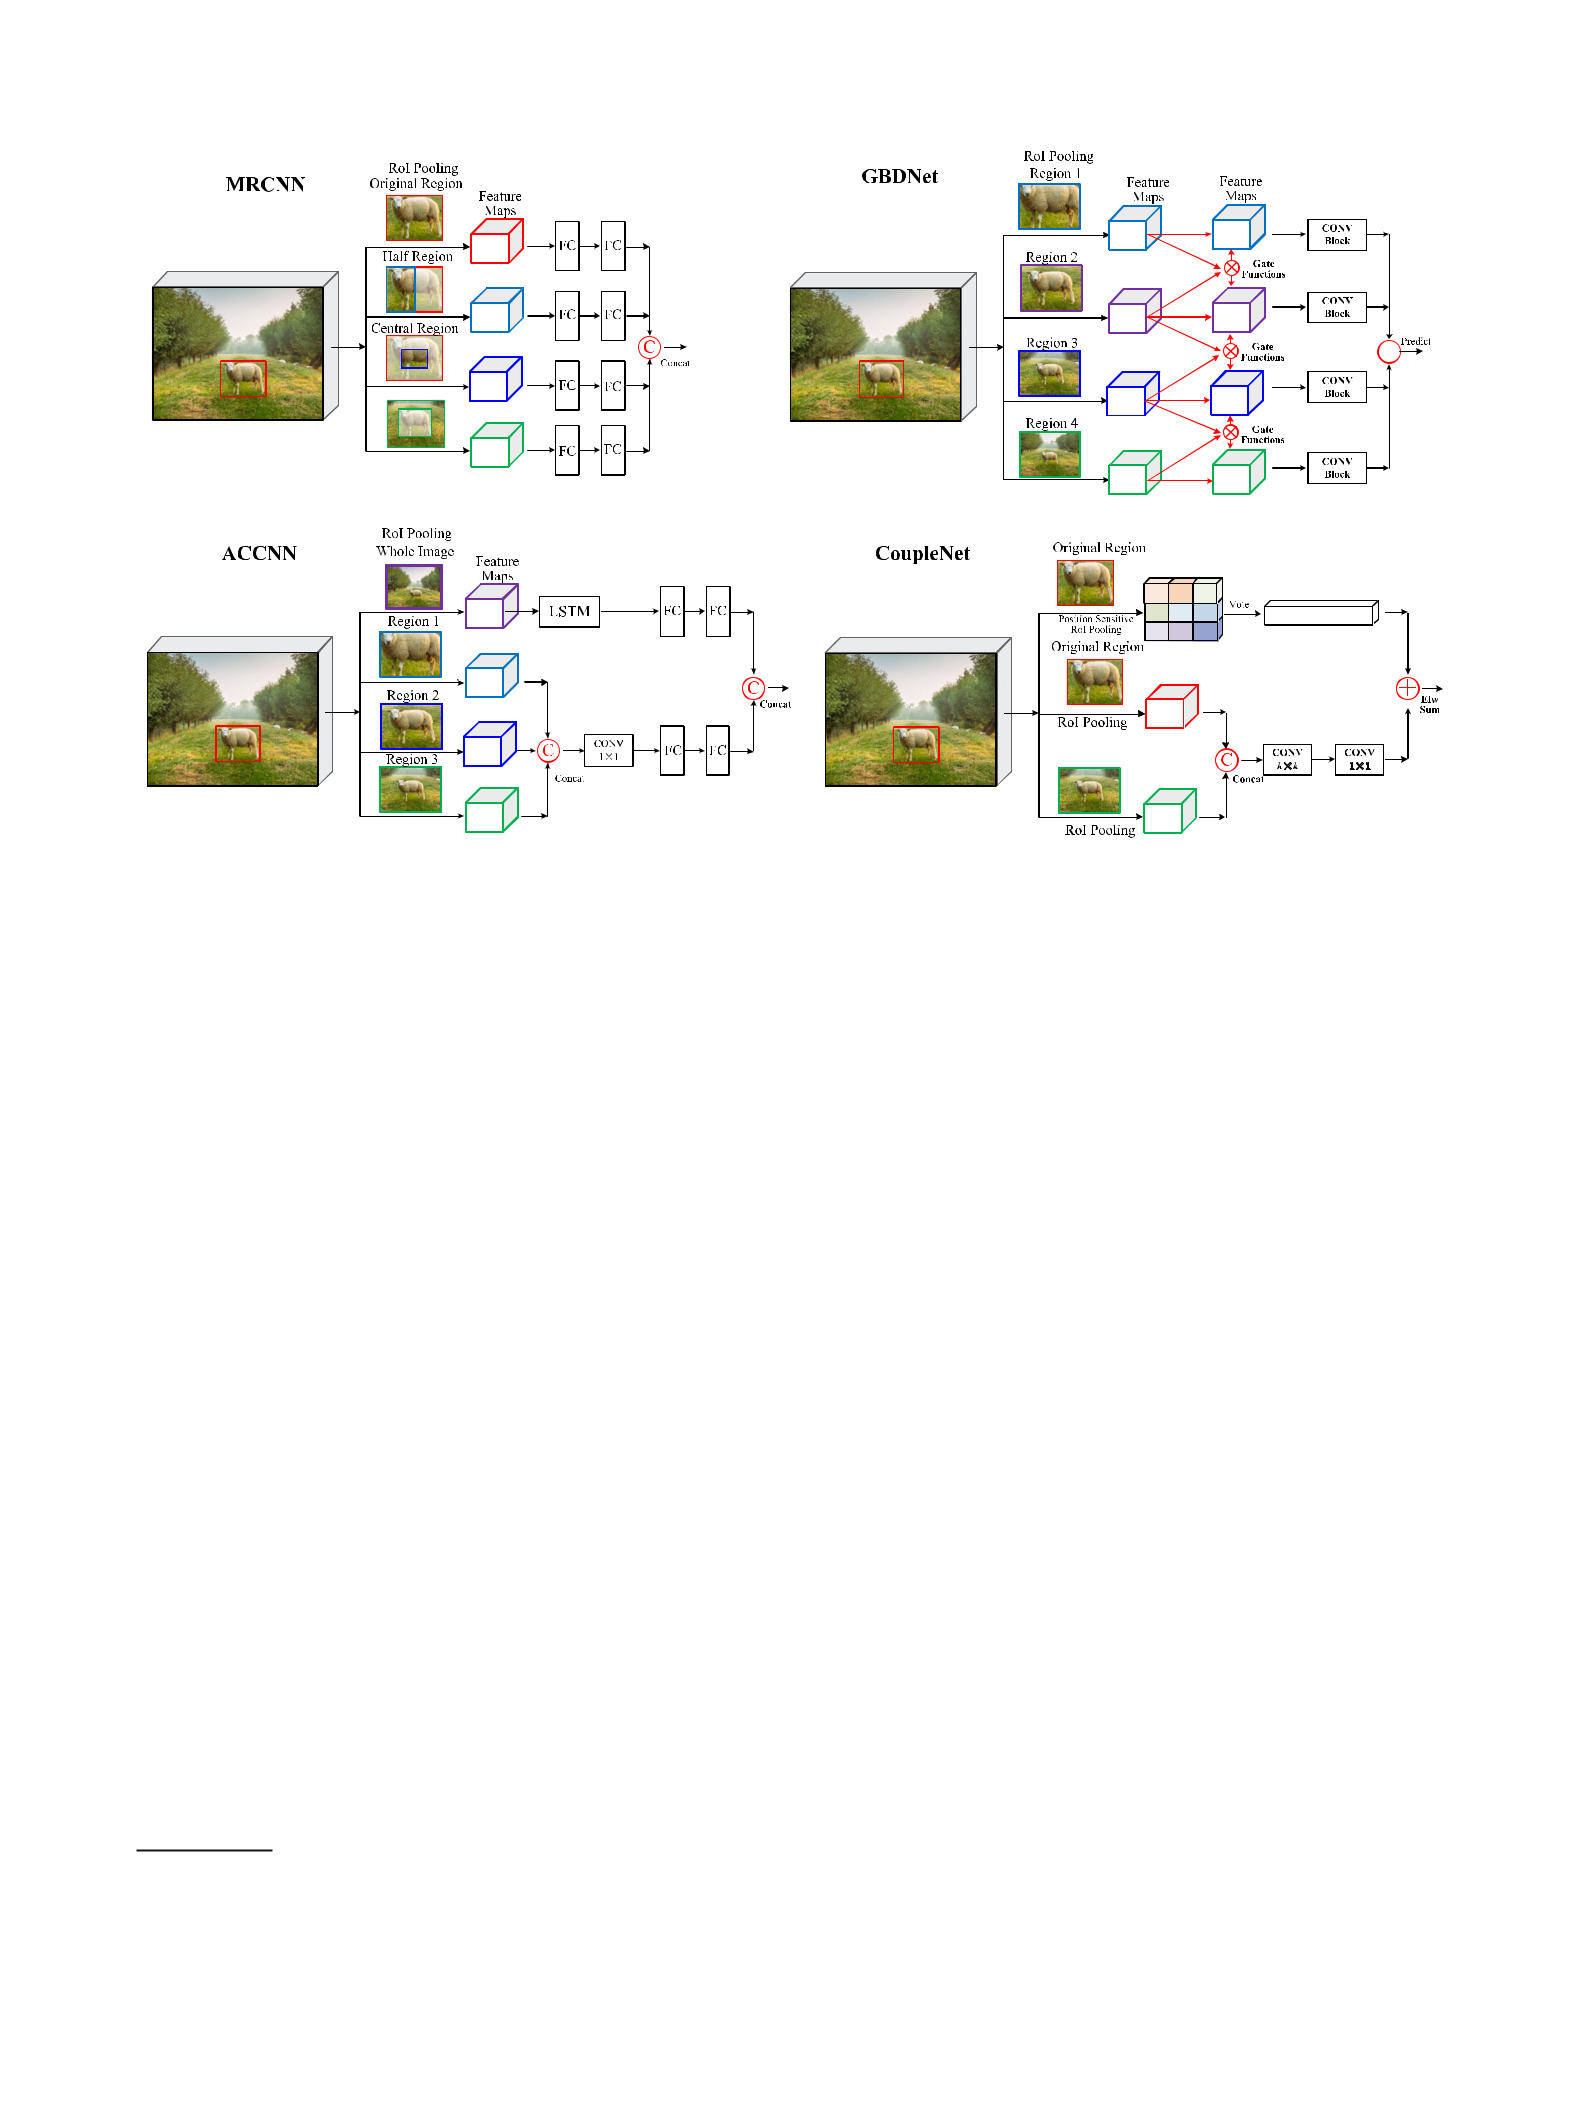 MRCNN
RoI Pooling
Original Region
Feature
Maps
FC
FC
Half Region
FC
FC
Central Region
C
Concat
FC
FC
FC
FC
GBDNet
RoI Pooling
Region 1
Feature
Maps
Feature
Maps
CONV
Block
Region 2
Gate
Functions
CONV
Block
Region 3
Gate
Functions
Predict
CONV
Block
Region 4
Gate
Functions
CONV
Block
ACCNN
RoI Pooling
Whole Image
Feature
Maps
LSTM
FC
FC
Region 1
Region 2
C
Concat
Region 3
C
Concat
CONV
1×1
FC
FC
CoupleNet
Original Region
Position Sensitive
RoI Pooling
Vote
Original Region
RoI Pooling
Elw
Sum
C
Concat
CONV
CONV
1×1
RoI Pooling